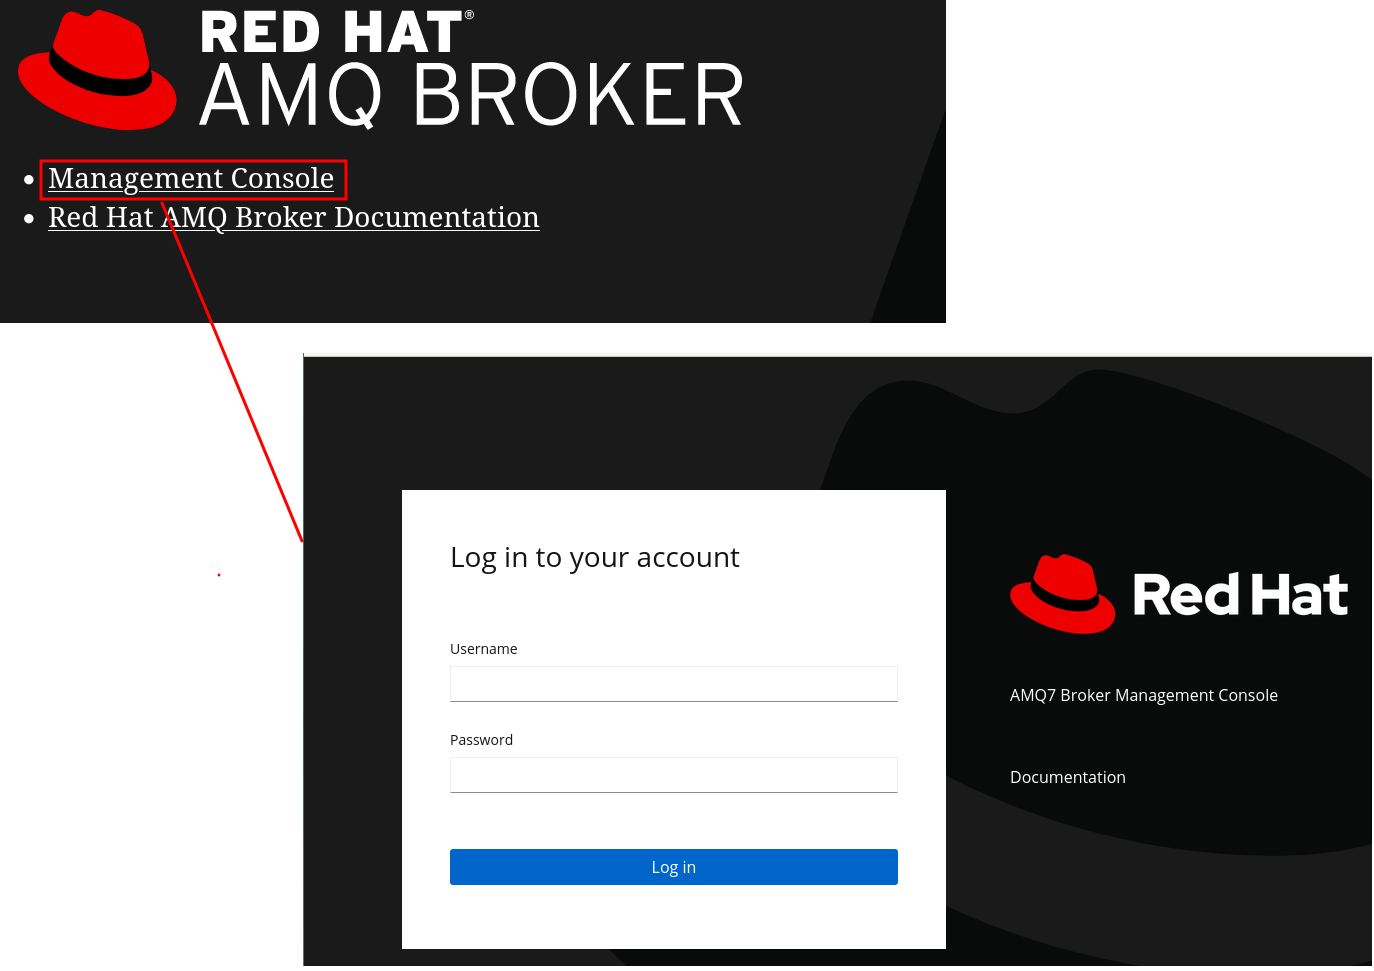 RED HAT®
AMQ BROKER
Management Console
Red Hat AMQ Broker Documentation
Log in to your account
Username
Password
Log in
Red Hat
AMQ7 Broker Management Console
Documentation